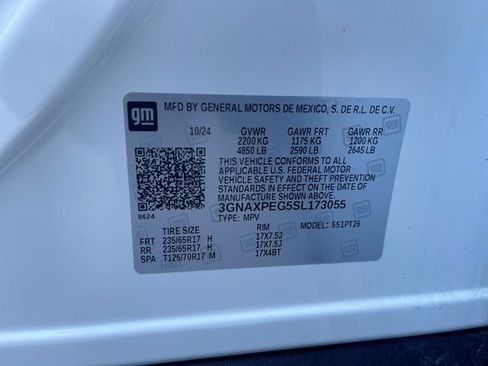 gm
MFD BY GENERAL MOTORS DE MEXICO, S. DE R.L. DE C.V.
10/24 GVWR GAWR FRT GAWR RR
2200 KG 1175 KG 1200 KG
4850 LB 2590 LB 2645 LB
THIS VEHICLE CONFORMS TO ALL
APPLICABLE U.S. FEDERAL MOTOR
VEHICLE SAFETY AND THEFT PREVENTION
STANDARDS IN EFFECT ON THE DATE OF
MANUFACTURE SHOWN ABOVE.
3GNAXPEG5SL173055
8624
TYPE: MPV MODEL: 551PT26
TIRE SIZE RIM
FRT 235/65R17 H 17X7.5J
RR 235/65R17 H 17X7.5J
SPA T125/70R17 M 17X4BT